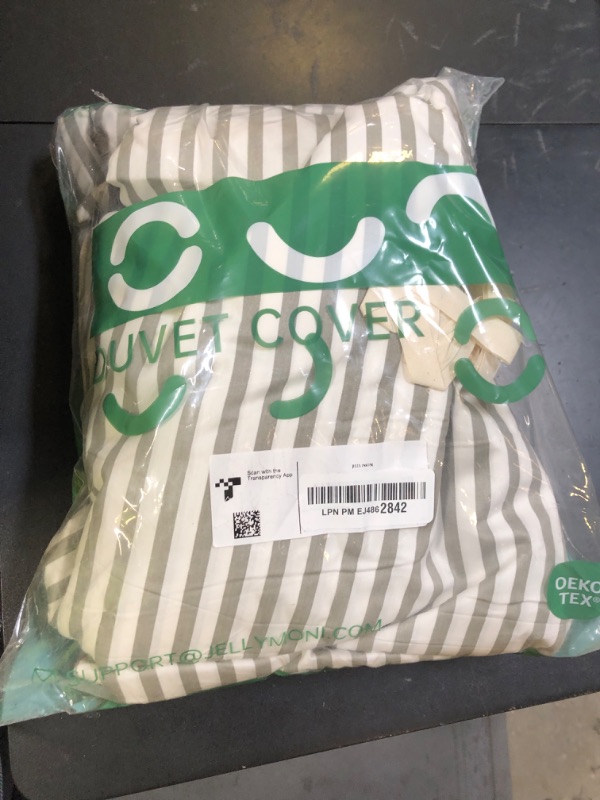 DUVET COVER
Scan with the
Transparency App
LPN PM EJ4862842
OEKO
TEX®
SUPPORT@JELLYMONI.COM